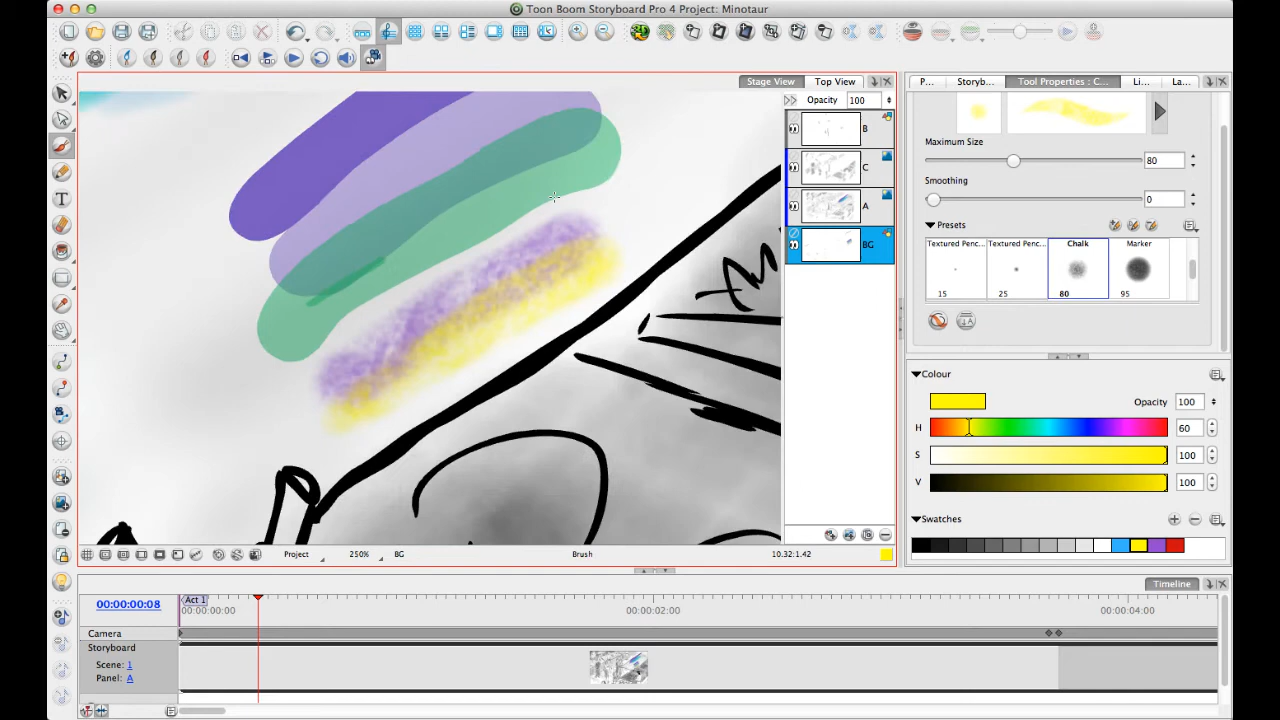 Toon Boom Storyboard Pro 4 Project: Minotaur
Stage View
Top View
P...
Storyb...
Tool Properties : C...
Li...
La...
Opacity 100
B
C
A
BG
Maximum Size
80
Smoothing
0
Presets
Textured Penc...
Textured Penc...
Chalk
Marker
15
25
80
95
Colour
Opacity 100
H 60
S 100
V 100
Swatches
Project
250%
BG
Brush
10.32:1.42
Timeline
00:00:00:08
Act 1
00:00:00:00
00:00:02:00
00:00:04:00
Camera
Storyboard
Scene: 1
Panel: A